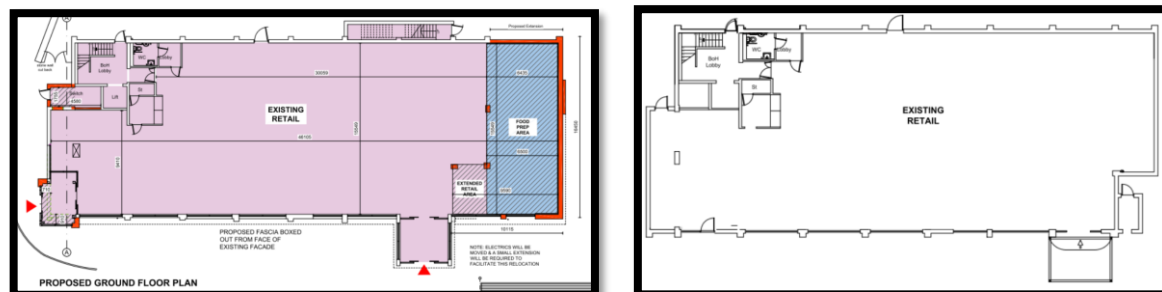 A
Proposed Extension
WC
Lobby
BoH
Lobby
Lift
St
EXISTING
RETAIL
FOOD
PREP
AREA
EXTENDED
RETAIL
AREA
PROPOSED FASCIA BOXED
OUT FROM FACE OF
EXISTING FACADE
16115
NOTE: ELECTRICS WILL BE
MOVED & A SMALL EXTENSION
WILL BE REQUIRED TO
FACILITATE THIS RELOCATION
A
PROPOSED GROUND FLOOR PLAN
WC
Lobby
BoH
Lobby
St
EXISTING
RETAIL